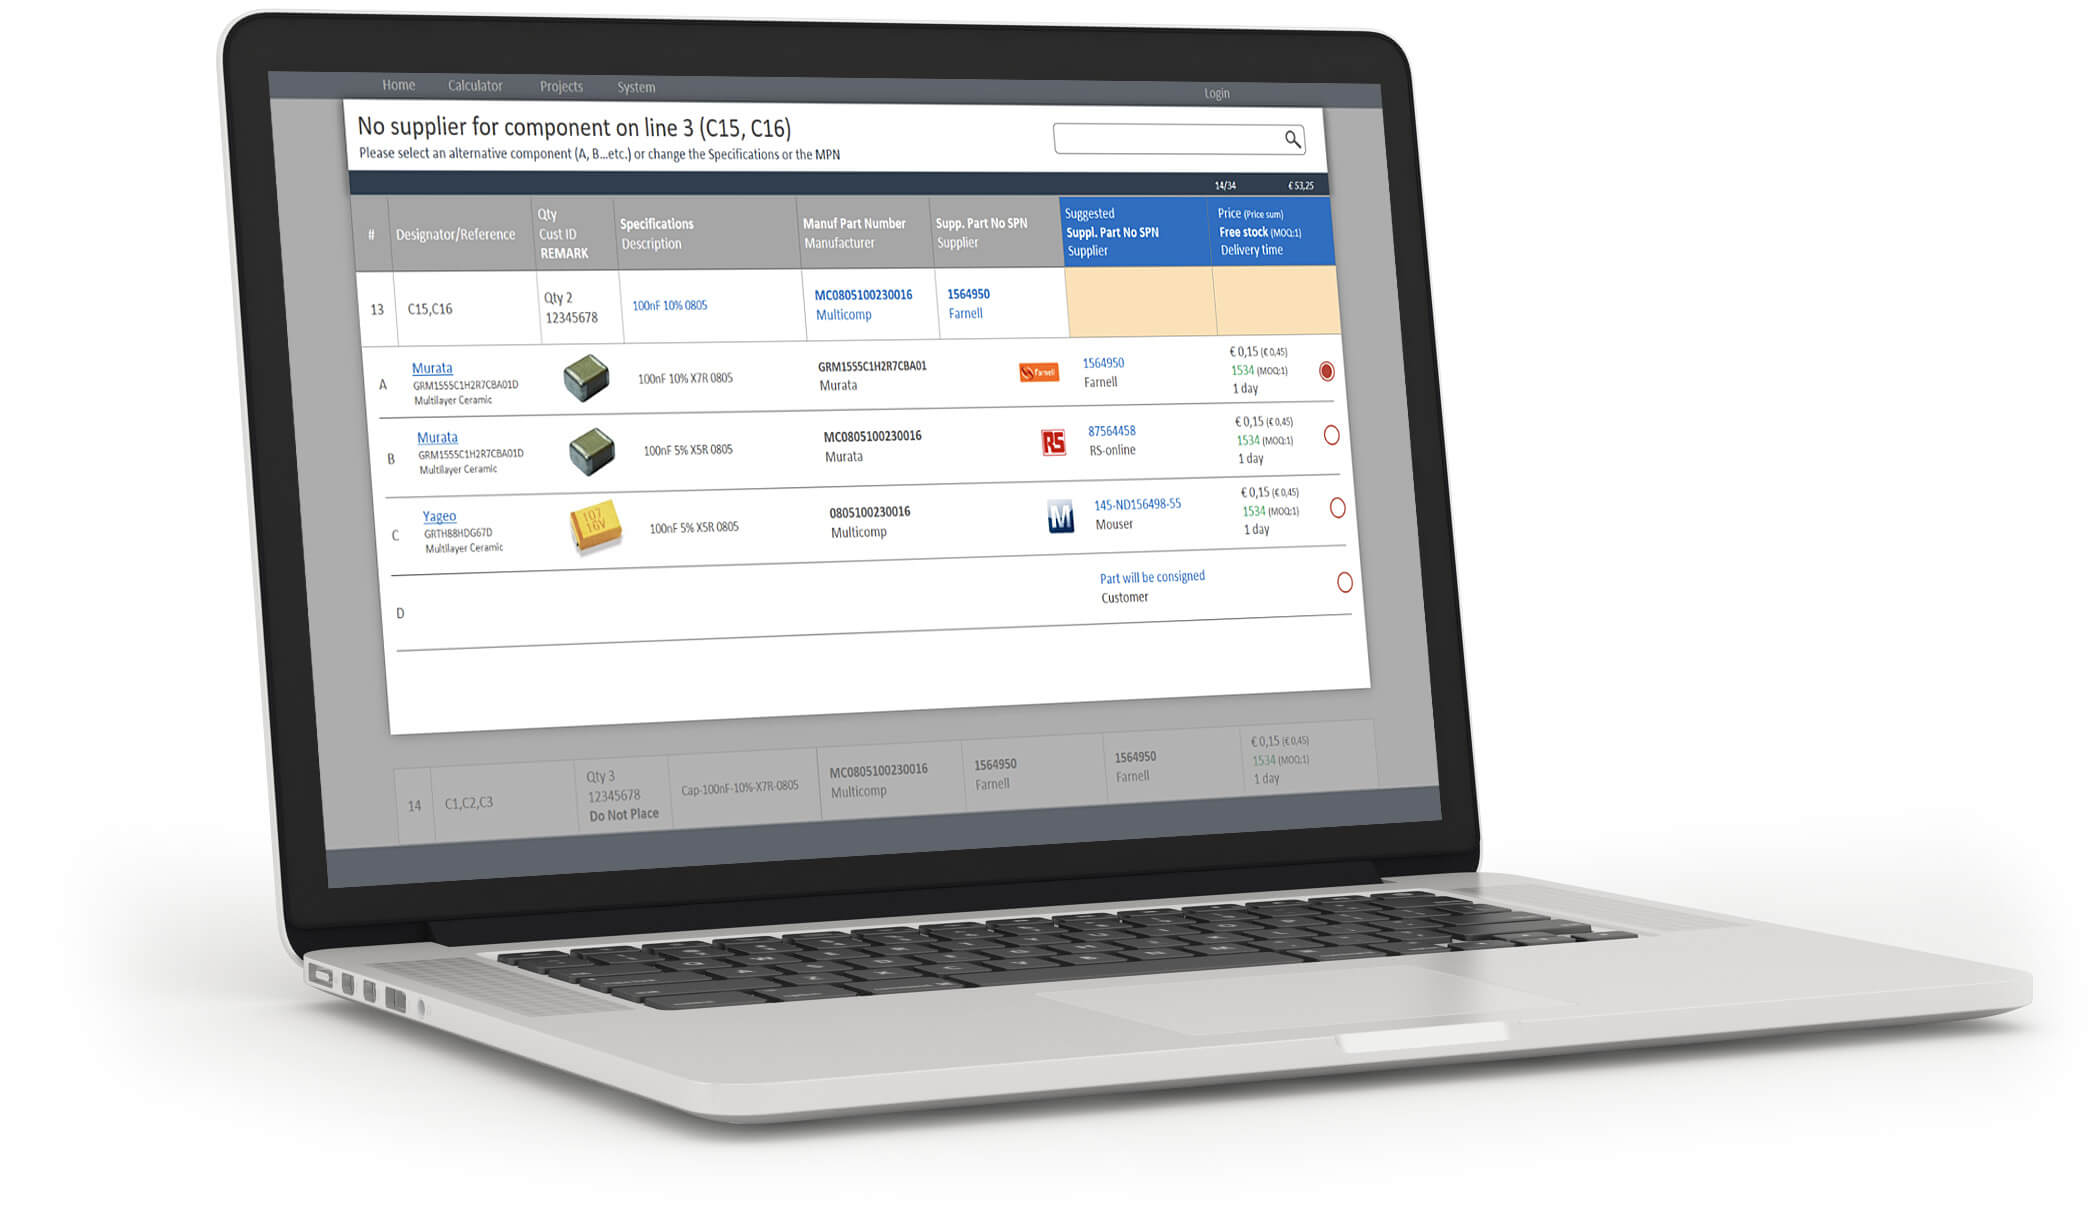 Home Calculator Projects System Login
No supplier for component on line 3 (C15, C16)
Please select an alternative component (A, B...etc.) or change the Specifications or the MPN
14/34 € 53,25
# Designator/Reference
Qty
Cust ID
REMARK
Specifications
Description
Manuf Part Number
Manufacturer
Supp. Part No SPN
Supplier
Suggested
Suppl. Part No SPN
Supplier
Price (Price sum)
Free stock (MOQ:1)
Delivery time
13 C15,C16
Qty 2
12345678
100nF 10% 0805
MC0805100230016
Multicomp
1564950
Farnell
A
Murata
GRM1555C1H2R7CBA01D
Multilayer Ceramic
100nF 10% X7R 0805
GRM1555C1H2R7CBA01
Murata
Farnell
1564950
Farnell
€ 0,15 (€ 0,45)
1534 (MOQ:1)
1 day
B
Murata
GRM1555C1H2R7CBA01D
Multilayer Ceramic
100nF 5% X5R 0805
MC0805100230016
Murata
RS
87564458
RS-online
€ 0,15 (€ 0,45)
1534 (MOQ:1)
1 day
C
Yageo
GRTH88HDG67D
Multilayer Ceramic
107
16V
100nF 5% X5R 0805
0805100230016
Multicomp
M
145-ND156498-55
Mouser
€ 0,15 (€ 0,45)
1534 (MOQ:1)
1 day
D
Part will be consigned
Customer
14 C1,C2,C3
Qty 3
12345678
Do Not Place
Cap-100nF-10%-X7R-0805
MC0805100230016
Multicomp
1564950
Farnell
1564950
Farnell
€ 0,15 (€ 0,45)
1534 (MOQ:1)
1 day